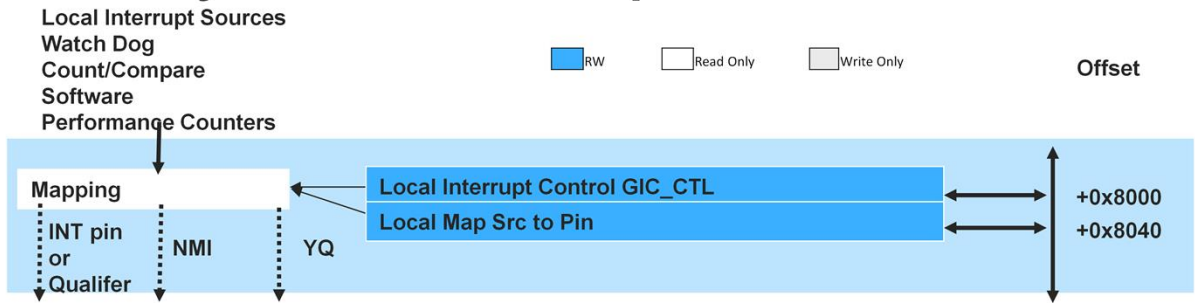 Local Interrupt Sources
Watch Dog
Count/Compare
Software
Performance Counters
RW
Read Only
Write Only
Offset
Mapping
Local Interrupt Control GIC_CTL
+0x8000
Local Map Src to Pin
+0x8040
INT pin
or
Qualifer
NMI
YQ